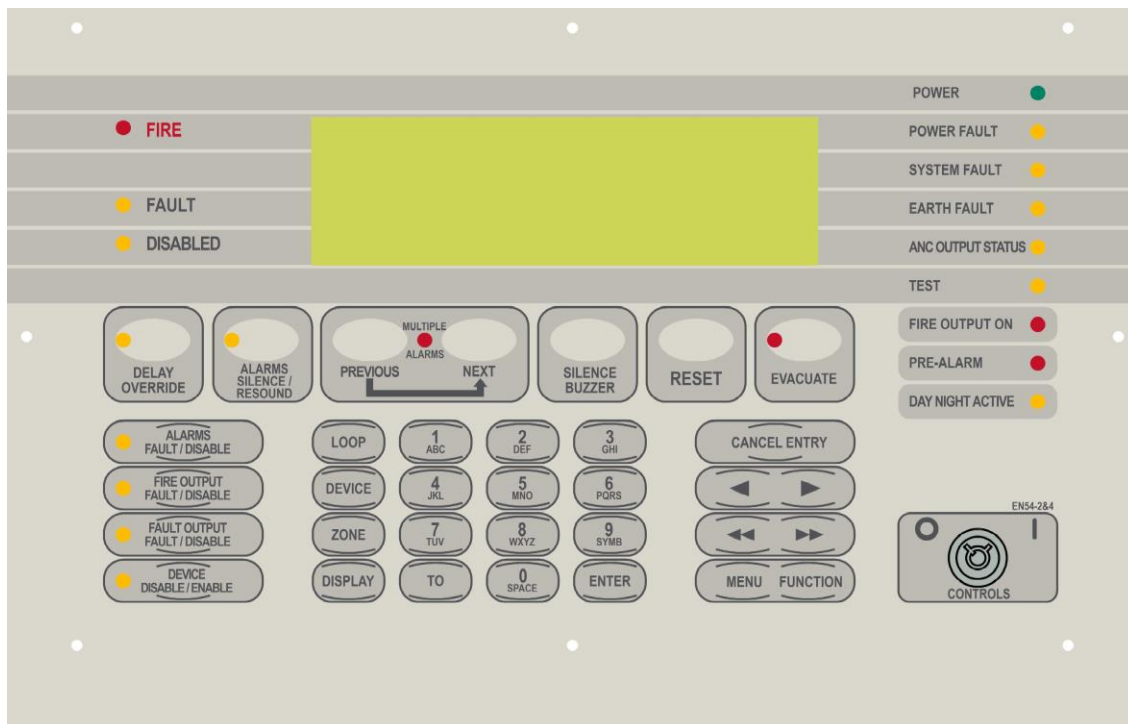 POWER
FIRE
POWER FAULT
SYSTEM FAULT
FAULT
EARTH FAULT
DISABLED
ANC OUTPUT STATUS
TEST
FIRE OUTPUT ON
PRE-ALARM
DAY NIGHT ACTIVE
DELAY
OVERRIDE
ALARMS
SILENCE /
RESOUND
MULTIPLE
ALARMS
PREVIOUS NEXT
SILENCE
BUZZER
RESET
EVACUATE
ALARMS
FAULT / DISABLE
LOOP
1
ABC
2
DEF
3
GHI
CANCEL ENTRY
FIRE OUTPUT
FAULT / DISABLE
DEVICE
4
JKL
5
MNO
6
PQRS
FAULT OUTPUT
FAULT / DISABLE
ZONE
7
TUV
8
WXYZ
9
SYMB
DEVICE
DISABLE / ENABLE
DISPLAY
TO
0
SPACE
ENTER
MENU FUNCTION
EN54-2&4
O I
CONTROLS